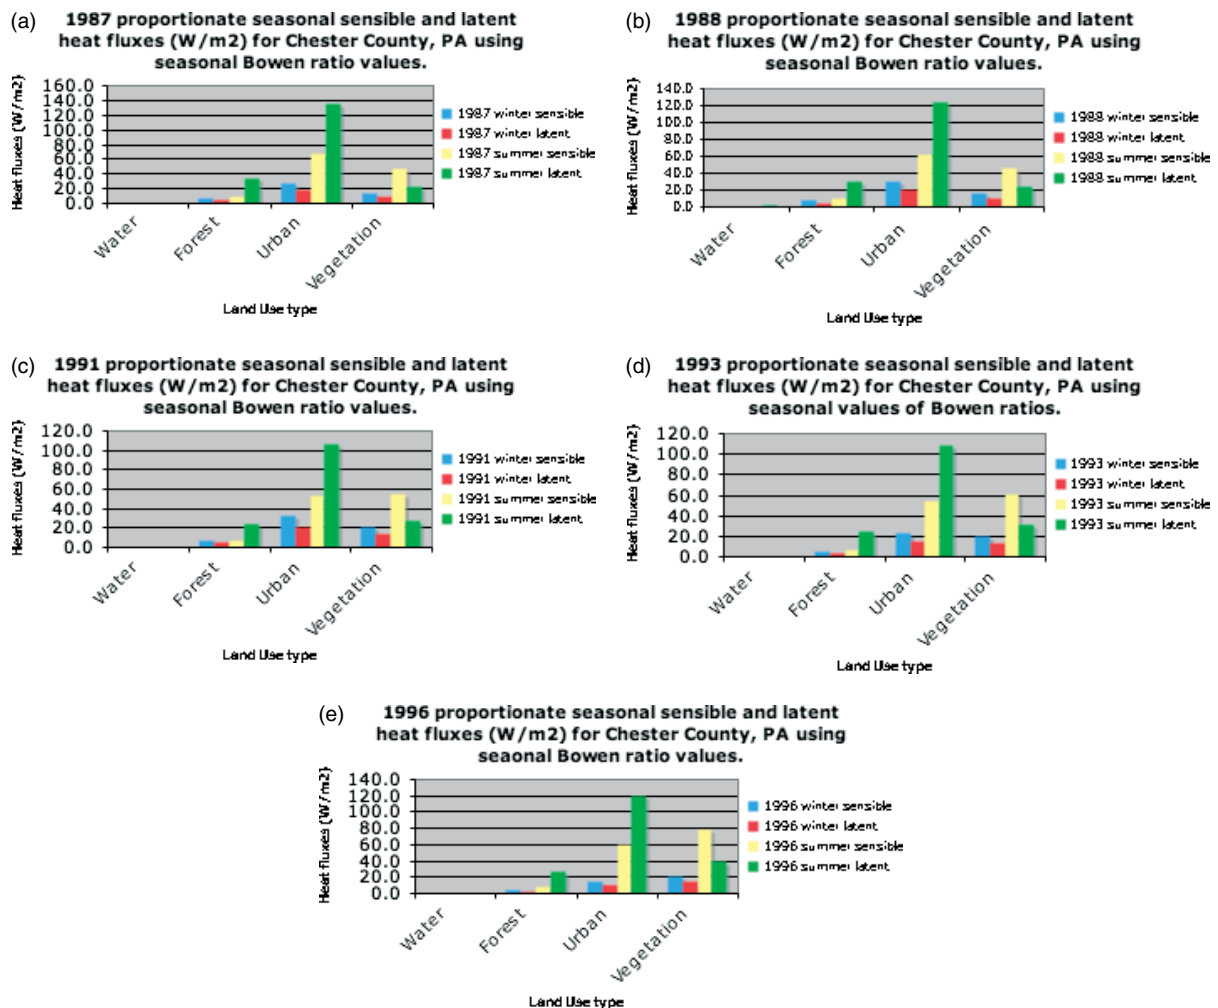 (a)
1987 proportionate seasonal sensible and latent
heat fluxes (W/m2) for Chester County, PA using
seasonal Bowen ratio values.
Heat fluxes (W/m2)
160.0
140.0
120.0
100.0
80.0
60.0
40.0
20.0
0.0
Water
Forest
Urban
Vegetation
Land Use type
1987 winter sensible
1987 winter latent
1987 summer sensible
1987 summer latent
(b)
1988 proportionate seasonal sensible and latent
heat fluxes (W/m2) for Chester County, PA using
seasonal Bowen ratio values.
Heat fluxes (W/m2)
140.0
120.0
100.0
80.0
60.0
40.0
20.0
0.0
Water
Forest
Urban
Vegetation
Land Use type
1988 winter sensible
1988 winter latent
1988 summer sensible
1988 summer latent
(c)
1991 proportionate seasonal sensible and latent
heat fluxes (W/m2) for Chester County, PA using
seasonal Bowen ratio values.
Heat fluxes (W/m2)
120.0
100.0
80.0
60.0
40.0
20.0
0.0
Water
Forest
Urban
Vegetation
Land Use type
1991 winter sensible
1991 winter latent
1991 summer sensible
1991 summer latent
(d)
1993 proportionate seasonal sensible and latent
heat fluxes (W/m2) for Chester County, PA using
seasonal values of Bowen ratios.
Heat fluxes (W/m2)
120.0
100.0
80.0
60.0
40.0
20.0
0.0
Water
Forest
Urban
Vegetation
Land Use type
1993 winter sensible
1993 winter latent
1993 summer sensible
1993 summer latent
(e)
1996 proportionate seasonal sensible and latent
heat fluxes (W/m2) for Chester County, PA using
seaonal Bowen ratio values.
Heat fluxes (W/m2)
140.0
120.0
100.0
80.0
60.0
40.0
20.0
0.0
Water
Forest
Urban
Vegetation
Land Use type
1996 winter sensible
1996 winter latent
1996 summer sensible
1996 summer latent